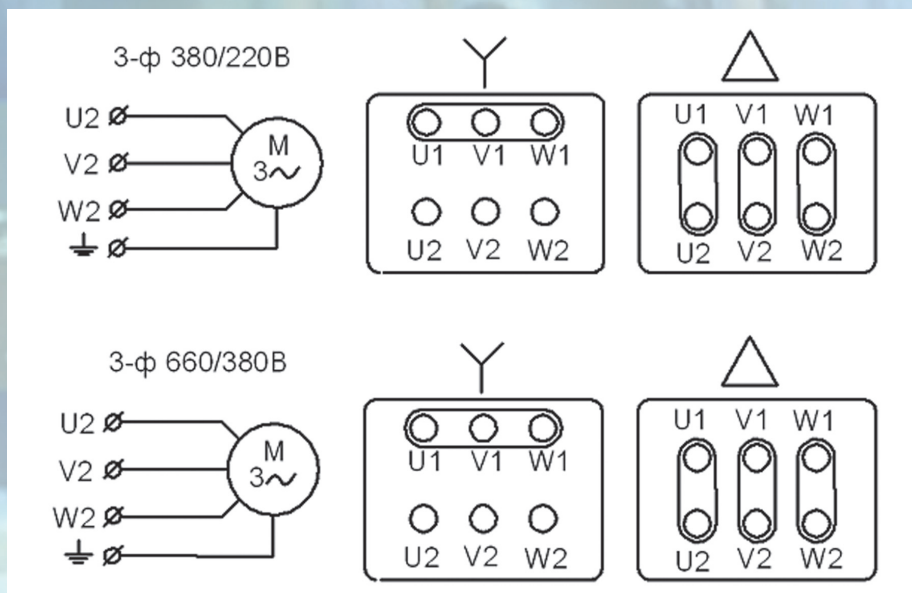 3-ф 380/220В
U2
V2
W2
M
3~
U1 V1 W1
U2 V2 W2
U1 V1 W1
U2 V2 W2
3-ф 660/380В
U2
V2
W2
M
3~
U1 V1 W1
U2 V2 W2
U1 V1 W1
U2 V2 W2